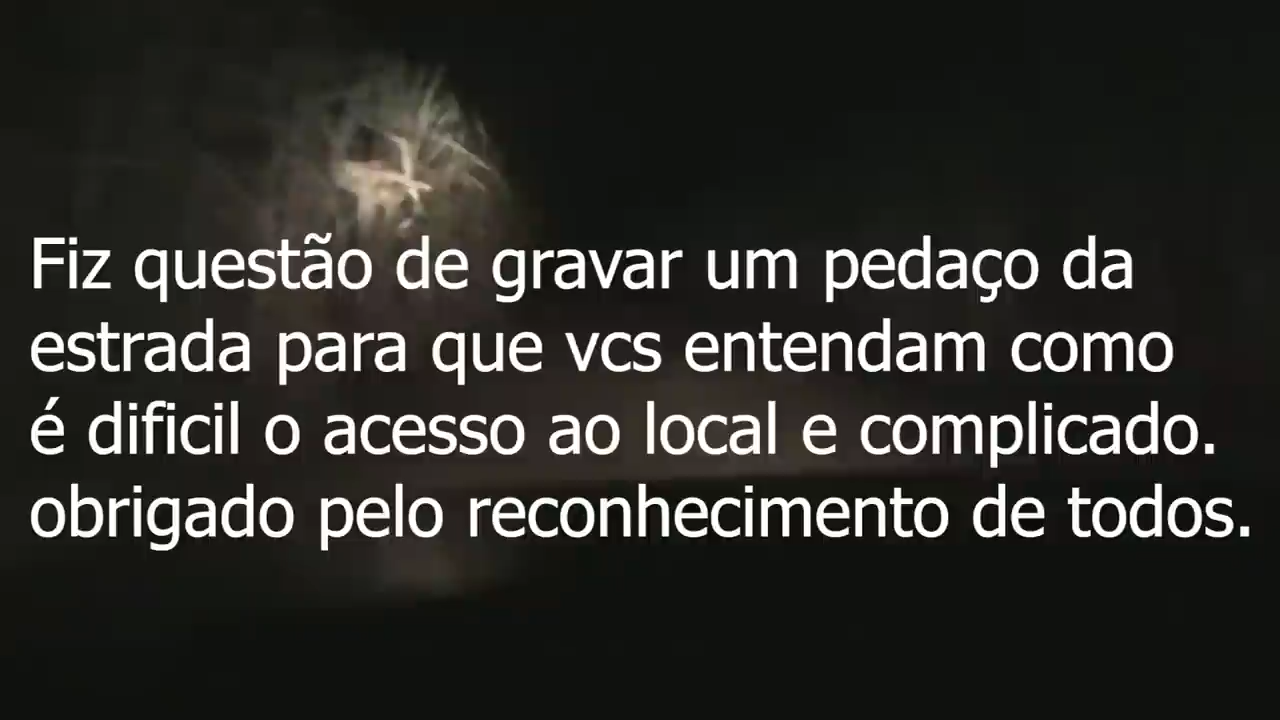 Fiz questão de gravar um pedaço da
estrada para que vcs entendam como
é dificil o acesso ao local e complicado.
obrigado pelo reconhecimento de todos.